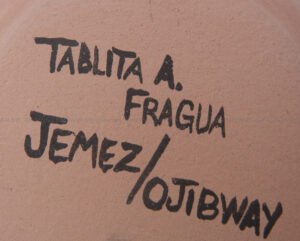 TABLITA A.
FRAGUA
JEMEZ/
OJIBWAY